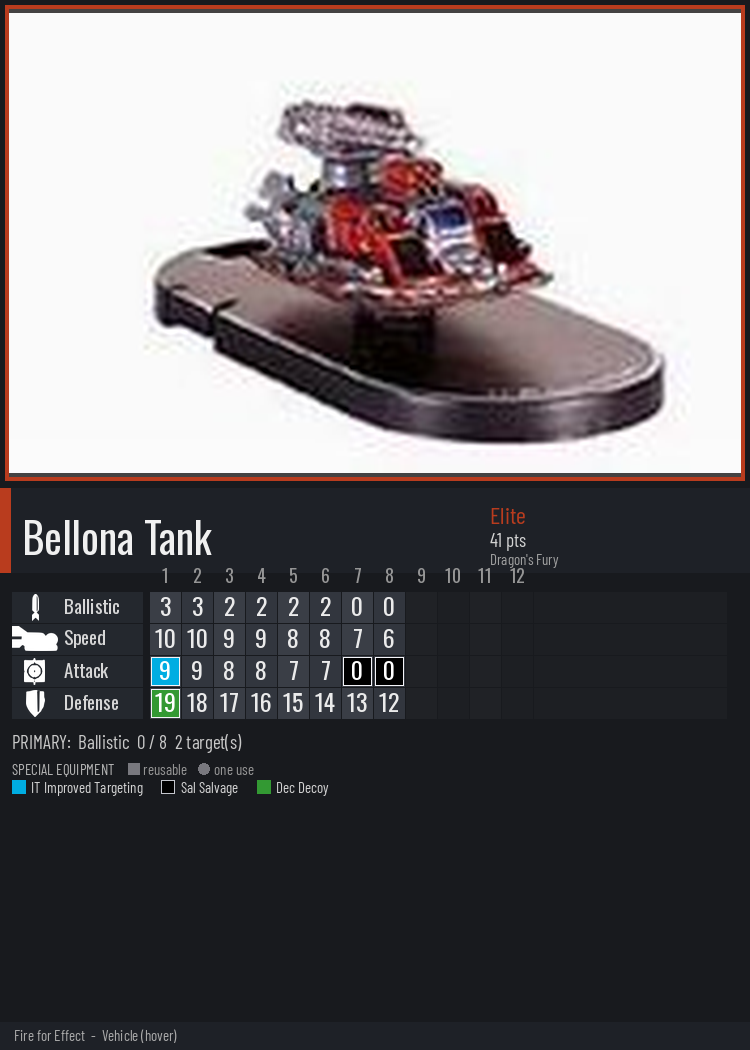 Bellona Tank
Elite
41 pts
Dragon's Fury
1 2 3 4 5 6 7 8 9 10 11 12
Ballistic 3 3 2 2 2 2 0 0
Speed 10 10 9 9 8 8 7 6
Attack 9 9 8 8 7 7 0 0
Defense 19 18 17 16 15 14 13 12
PRIMARY: Ballistic 0 / 8 2 target(s)
SPECIAL EQUIPMENT reusable one use
IT Improved Targeting Sal Salvage Dec Decoy
Fire for Effect - Vehicle (hover)